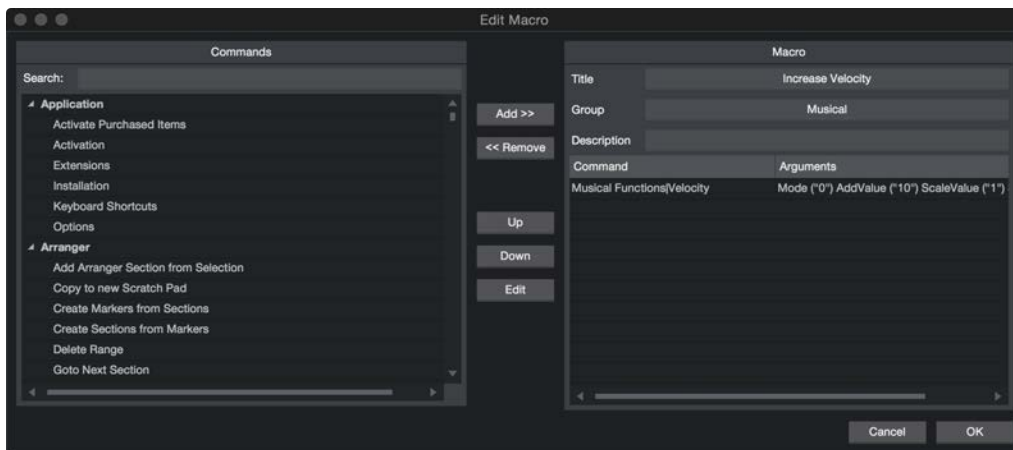 Edit Macro
Commands
Search:
Application
Activate Purchased Items
Activation
Extensions
Installation
Keyboard Shortcuts
Options
Arranger
Add Arranger Section from Selection
Copy to new Scratch Pad
Create Markers from Sections
Create Sections from Markers
Delete Range
Goto Next Section
Add >>
<< Remove
Up
Down
Edit
Macro
Title Increase Velocity
Group Musical
Description
Command Arguments
Musical Functions|Velocity Mode ("0") AddValue ("10") ScaleValue ("1")
Cancel OK